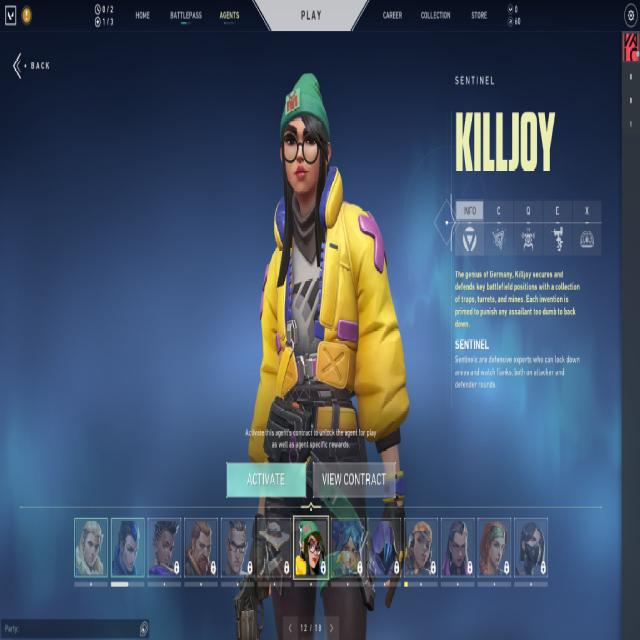 0 / 2
1 / 3
HOME
BATTLEPASS
AGENTS
PLAY
CAREER
COLLECTION
STORE
0
60
BACK
SENTINEL
KILLJOY
INFO C Q E X
The genius of Germany, Killjoy secures and
defends key battlefield positions with a collection
of traps, turrets, and mines. Each invention is
primed to punish any assailant too dumb to back
down.
SENTINEL
Sentinels are defensive experts who can lock down
areas and watch flanks, both on attacker and
defender rounds.
Activate this agent's contract to unlock the agent for play
as well as agent specific rewards.
ACTIVATE
VIEW CONTRACT
Party:
12 / 18